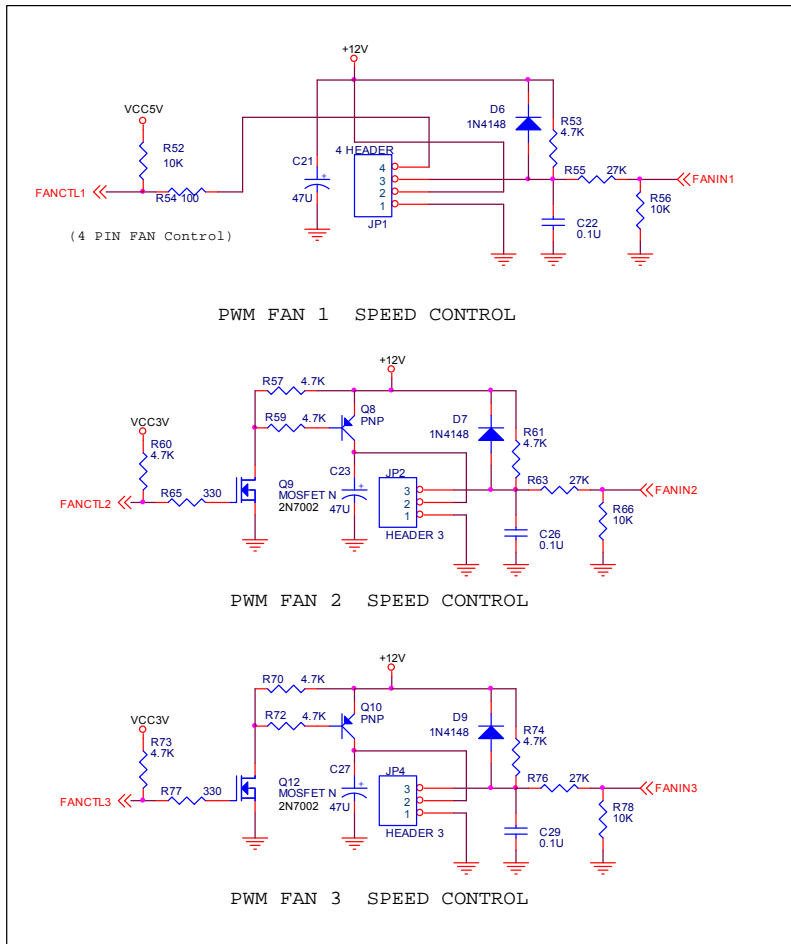 +12V
VCC5V
R52
10K
FANCTL1
R54 100
(4 PIN FAN Control)
C21
+
47U
4 HEADER
4
3
2
1
JP1
D6
1N4148
R53
4.7K
R55 27K
FANIN1
R56
10K
C22
0.1U
PWM FAN 1 SPEED CONTROL
+12V
R57 4.7K
Q8
PNP
R59 4.7K
VCC3V
R60
4.7K
FANCTL2
R65 330
Q9
MOSFET N
2N7002
C23
+
47U
JP2
3
2
1
HEADER 3
D7
1N4148
R61
4.7K
R63 27K
FANIN2
R66
10K
C26
0.1U
PWM FAN 2 SPEED CONTROL
+12V
R70 4.7K
Q10
PNP
R72 4.7K
VCC3V
R73
4.7K
FANCTL3
R77 330
Q12
MOSFET N
2N7002
C27
+
47U
JP4
3
2
1
HEADER 3
D9
1N4148
R74
4.7K
R76 27K
FANIN3
R78
10K
C29
0.1U
PWM FAN 3 SPEED CONTROL